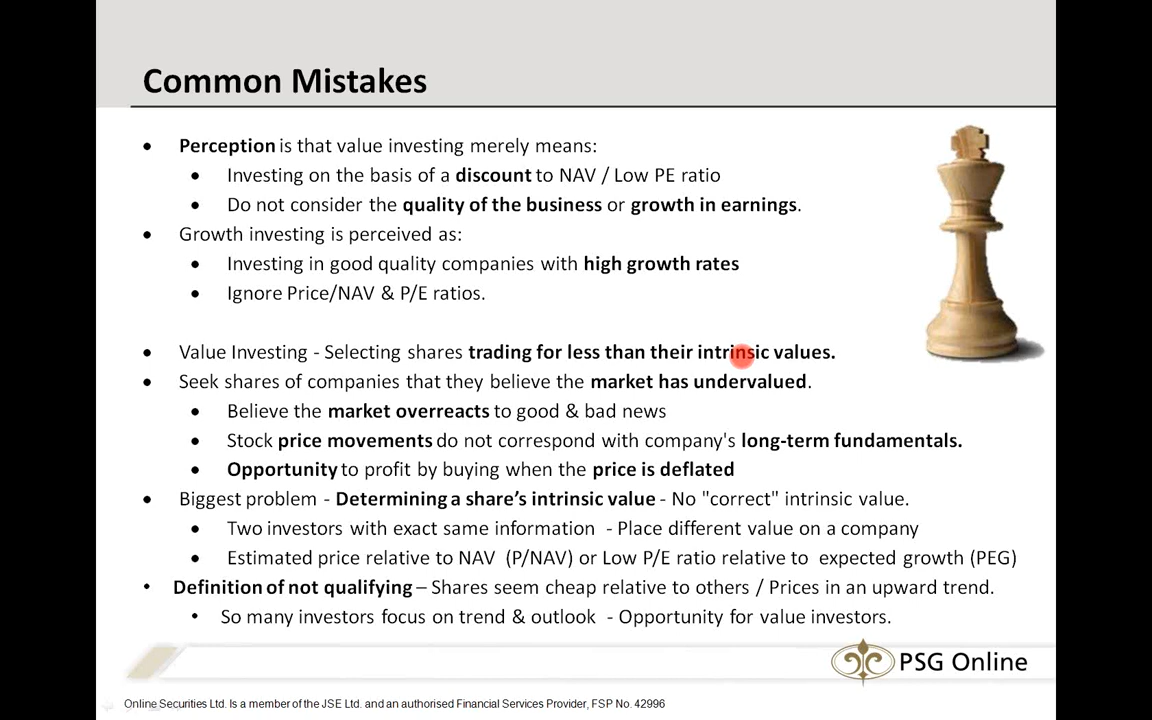 Common Mistakes
• Perception is that value investing merely means:
• Investing on the basis of a discount to NAV / Low PE ratio
• Do not consider the quality of the business or growth in earnings.
• Growth investing is perceived as:
• Investing in good quality companies with high growth rates
• Ignore Price/NAV & P/E ratios.
• Value Investing - Selecting shares trading for less than their intrinsic values.
• Seek shares of companies that they believe the market has undervalued.
• Believe the market overreacts to good & bad news
• Stock price movements do not correspond with company's long-term fundamentals.
• Opportunity to profit by buying when the price is deflated
• Biggest problem - Determining a share’s intrinsic value - No "correct" intrinsic value.
• Two investors with exact same information - Place different value on a company
• Estimated price relative to NAV (P/NAV) or Low P/E ratio relative to expected growth (PEG)
• Definition of not qualifying – Shares seem cheap relative to others / Prices in an upward trend.
• So many investors focus on trend & outlook - Opportunity for value investors.
PSG Online
Online Securities Ltd. Is a member of the JSE Ltd. and an authorised Financial Services Provider, FSP No. 42996